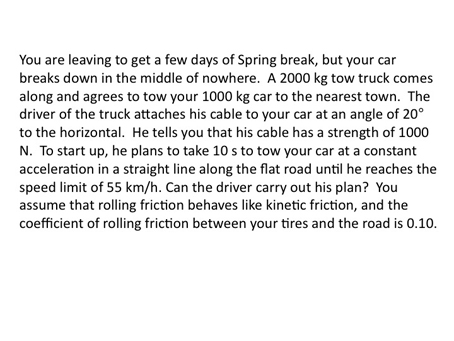 You are leaving to get a few days of Spring break, but your car
breaks down in the middle of nowhere.  A 2000 kg tow truck comes
along and agrees to tow your 1000 kg car to the nearest town.  The
driver of the truck attaches his cable to your car at an angle of 20°
to the horizontal.  He tells you that his cable has a strength of 1000
N.  To start up, he plans to take 10 s to tow your car at a constant
acceleration in a straight line along the flat road until he reaches the
speed limit of 55 km/h. Can the driver carry out his plan?  You
assume that rolling friction behaves like kinetic friction, and the
coefficient of rolling friction between your tires and the road is 0.10.